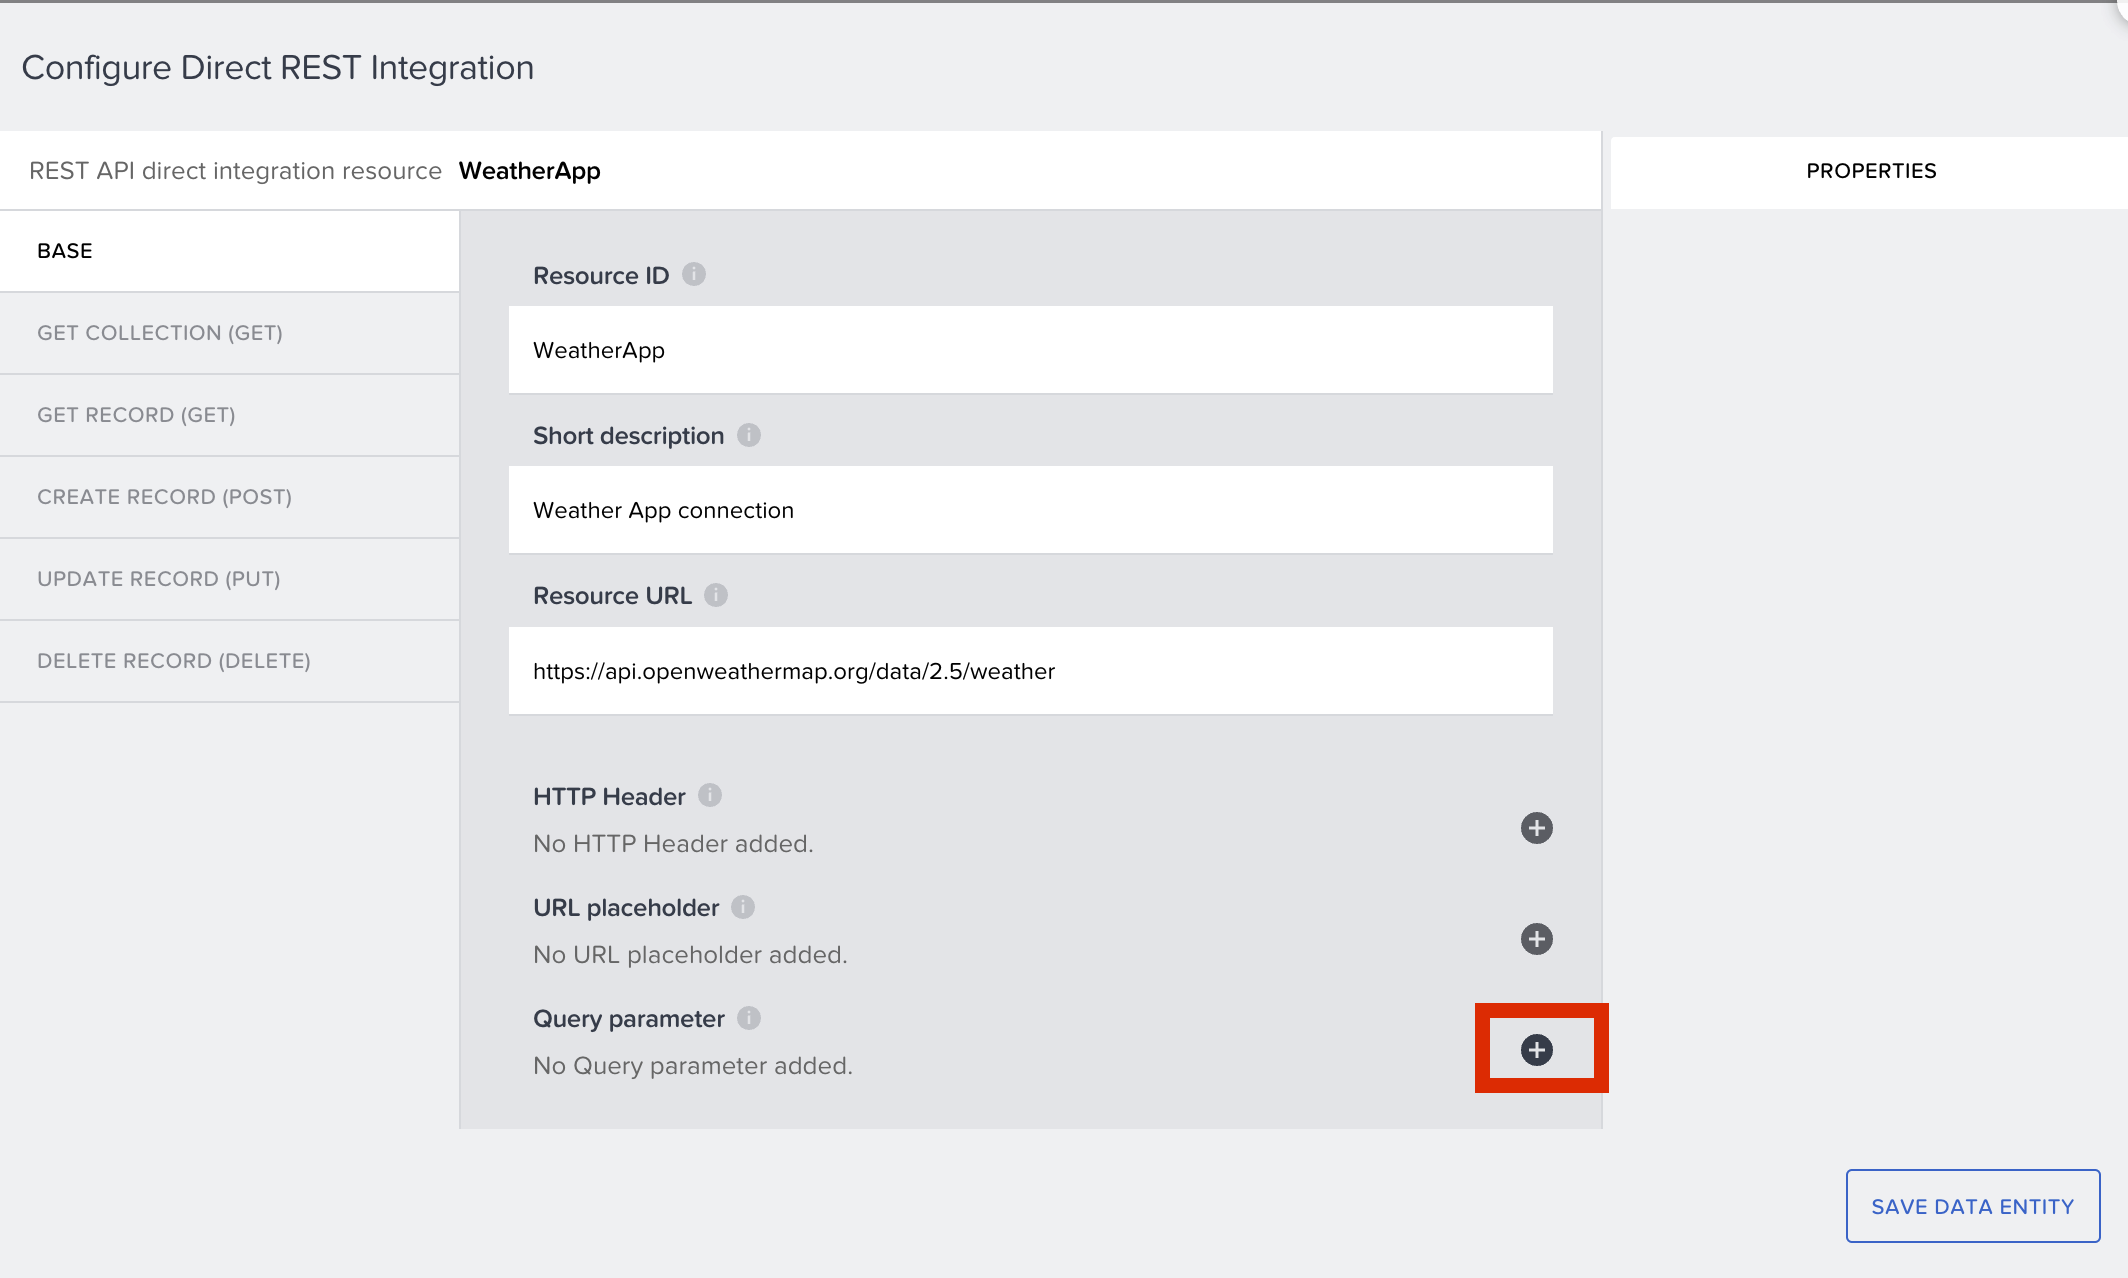 Configure Direct REST Integration
REST API direct integration resource WeatherApp
PROPERTIES
BASE
GET COLLECTION (GET)
GET RECORD (GET)
CREATE RECORD (POST)
UPDATE RECORD (PUT)
DELETE RECORD (DELETE)
Resource ID
WeatherApp
Short description
Weather App connection
Resource URL
https://api.openweathermap.org/data/2.5/weather
HTTP Header
No HTTP Header added.
URL placeholder
No URL placeholder added.
Query parameter
No Query parameter added.
SAVE DATA ENTITY